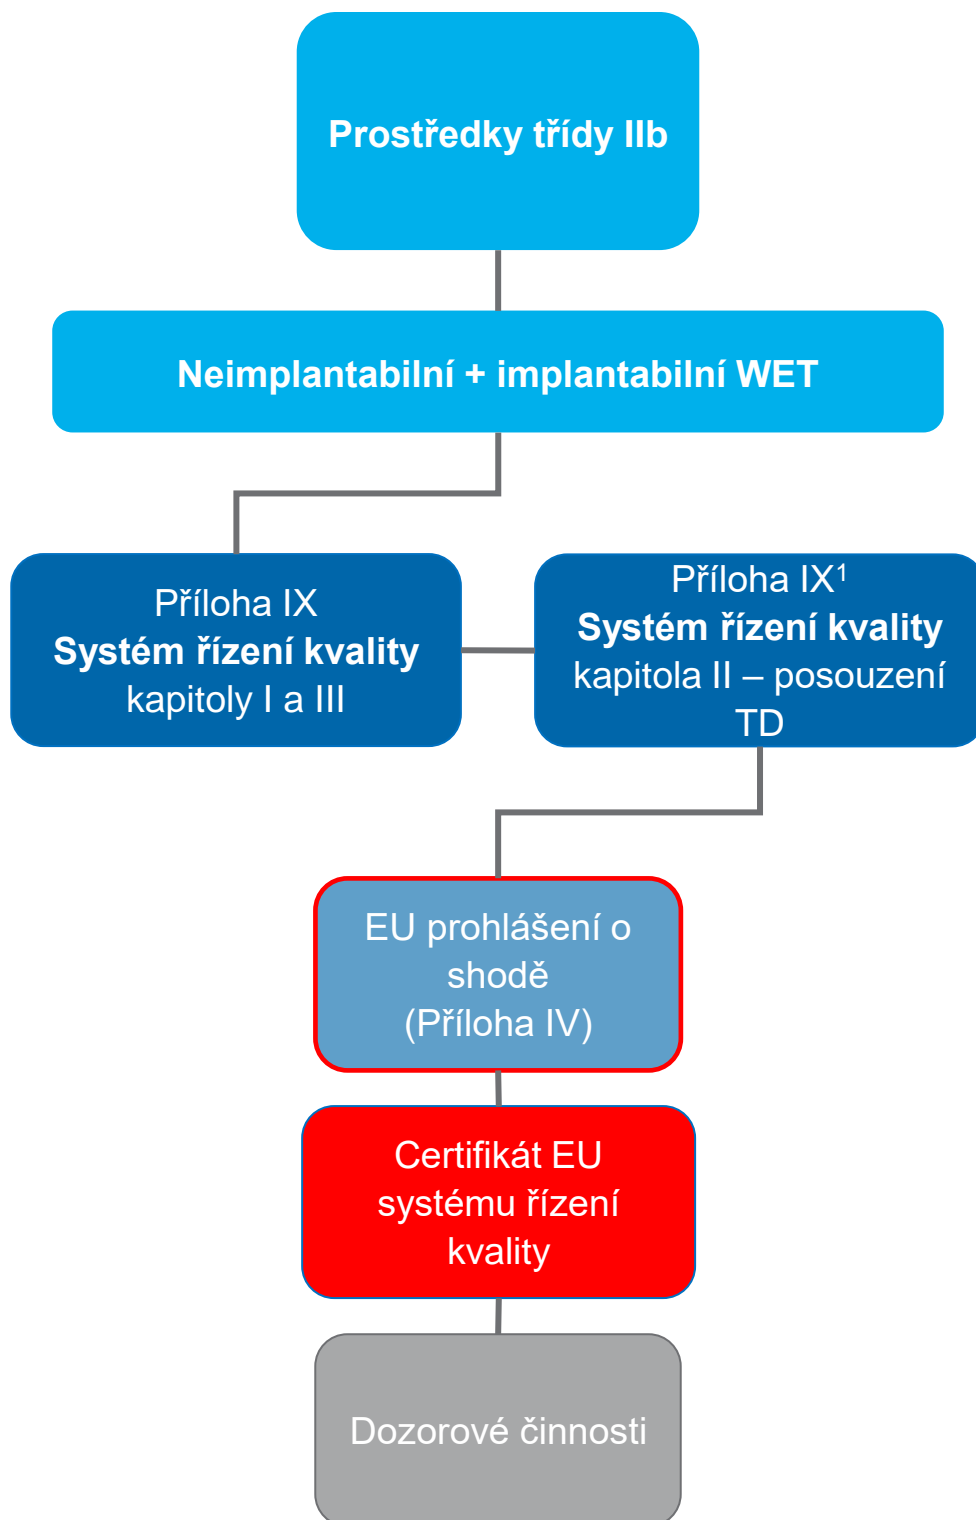 Prostředky třídy IIb
Neimplantabilní + implantabilní WET
Příloha IX
Systém řízení kvality
kapitoly I a III
Příloha IX¹
Systém řízení kvality
kapitola II – posouzení
TD
EU prohlášení o
shodě
(Příloha IV)
Certifikát EU
systému řízení
kvality
Dozorové činnosti